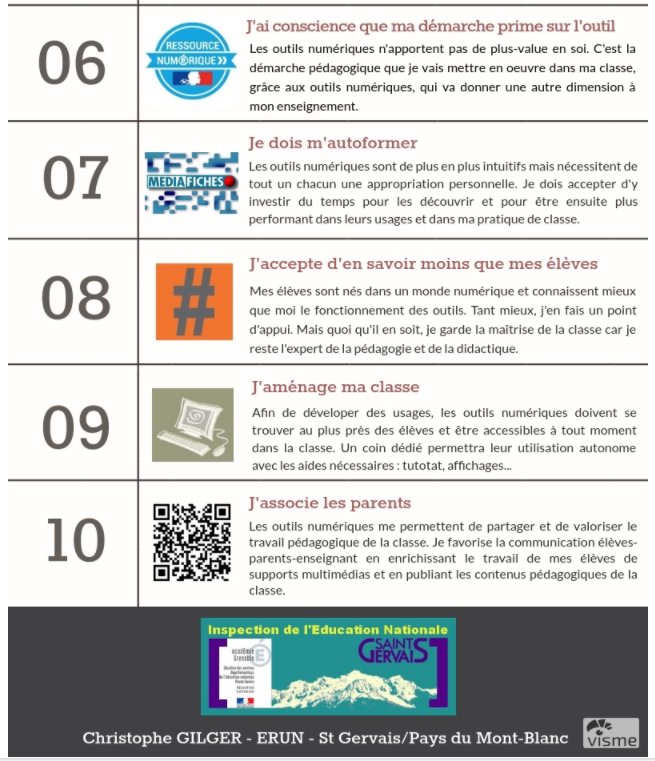 06
RESSOURCE
NUMÉRIQUE
J'ai conscience que ma démarche prime sur l'outil
Les outils numériques n'apportent pas de plus-value en soi. C'est la
démarche pédagogique que je vais mettre en oeuvre dans ma classe,
grâce aux outils numériques, qui va donner une autre dimension à
mon enseignement.
07
MEDIAFICHES
Je dois m'autoformer
Les outils numériques sont de plus en plus intuitifs mais nécessitent de
tout un chacun une appropriation personnelle. Je dois accepter d'y
investir du temps pour les découvrir et pour être ensuite plus
performant dans leurs usages et dans ma pratique de classe.
08
#
J'accepte d'en savoir moins que mes élèves
Mes élèves sont nés dans un monde numérique et connaissent mieux
que moi le fonctionnement des outils. Tant mieux, j'en fais un point
d'appui. Mais quoi qu'il en soit, je garde la maîtrise de la classe car je
reste l'expert de la pédagogie et de la didactique.
09
J'aménage ma classe
Afin de développer des usages, les outils numériques doivent se
trouver au plus près des élèves et être accessibles à tout moment
dans la classe. Un coin dédié permettra leur utilisation autonome
avec les aides nécessaires : tutotat, affichages...
10
J'associe les parents
Les outils numériques me permettent de partager et de valoriser le
travail pédagogique de la classe. Je favorise la communication élèves-
parents-enseignant en enrichissant le travail de mes élèves de
supports multimédias et en publiant les contenus pédagogiques de la
classe.
Inspection de l'Education Nationale
académie
Grenoble
SAINT
GERVAIS
Christophe GILGER - ERUN - St Gervais/Pays du Mont-Blanc
visme